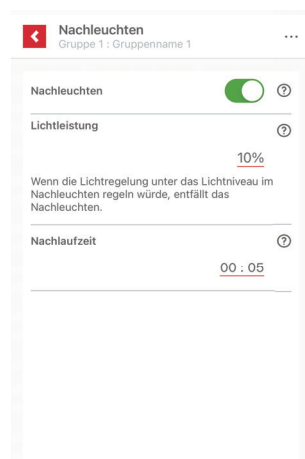 Nachleuchten
Gruppe 1 : Gruppenname 1
...
Nachleuchten
?
Lichtleistung
?
10%
Wenn die Lichtregelung unter das Lichtniveau im
Nachleuchten regeln würde, entfällt das
Nachleuchten.
Nachlaufzeit
?
00 : 05